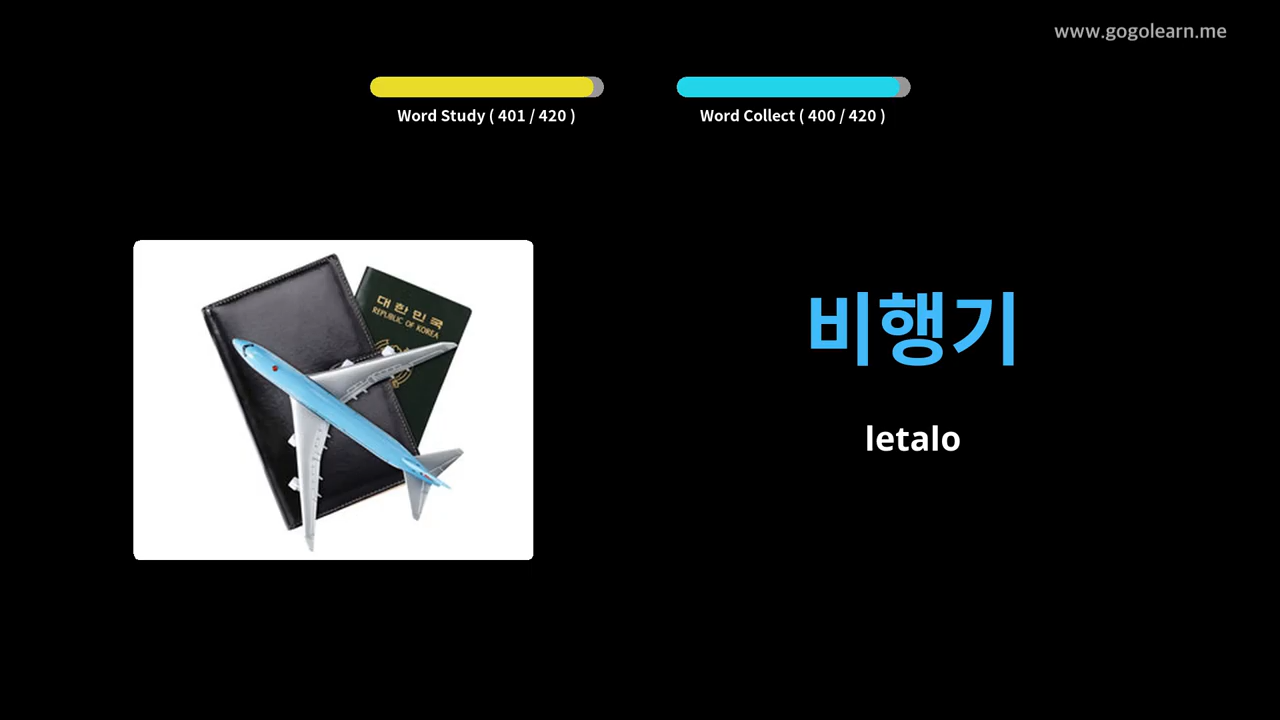 www.gogolearn.me
Word Study ( 401 / 420 )
Word Collect ( 400 / 420 )
대한민국
REPUBLIC OF KOREA
비행기
letalo